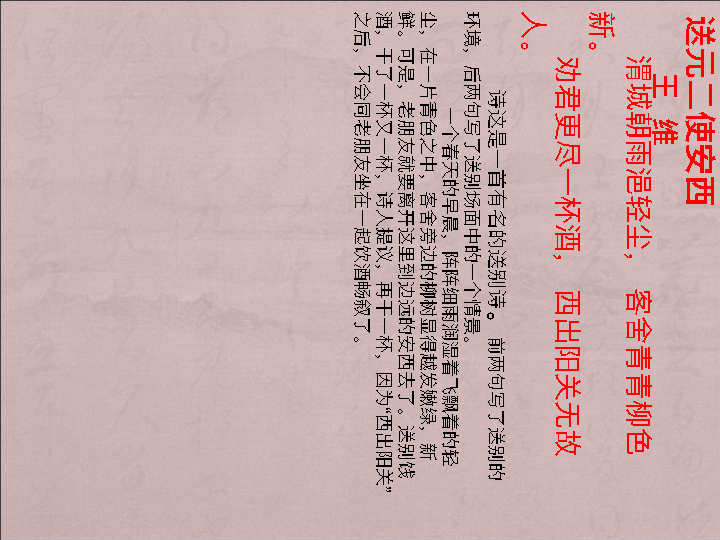 送元二使安西
王 维
渭城朝雨浥轻尘， 客舍青青柳色
新。
劝君更尽一杯酒， 西出阳关无故
人。
诗这是一首有名的送别诗。 前两句写了送别的
环境，后两句写了送别场面中的一个情景。
一个春天的早晨， 阵阵细雨润湿着飞飘着的轻
尘，在一片青色之中，客舍旁边的柳树显得越发嫩绿，新
鲜。可是，老朋友就要离开这里到边远的安西去了。送别饯
酒，干了一杯又一杯，诗人提议，再干一杯，因为“西出阳关”
之后，不会同老朋友坐在一起饮酒畅叙了。